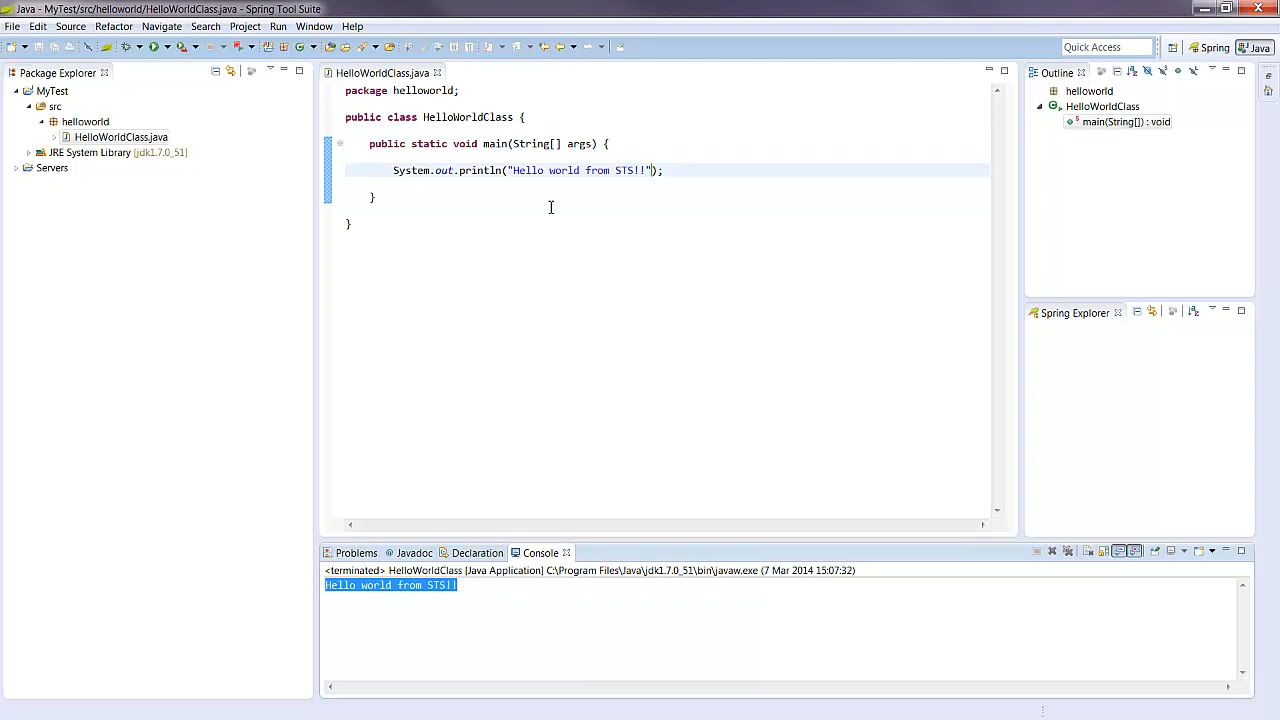 Java - MyTest/src/helloworld/HelloWorldClass.java - Spring Tool Suite
File Edit Source Refactor Navigate Search Project Run Window Help
Quick Access Spring Java
Package Explorer
MyTest
src
helloworld
HelloWorldClass.java
JRE System Library [jdk1.7.0_51]
Servers
HelloWorldClass.java
package helloworld;
public class HelloWorldClass {
public static void main(String[] args) {
System.out.println("Hello world from STS!!");
}
}
Outline
helloworld
HelloWorldClass
main(String[]) : void
Spring Explorer
Problems Javadoc Declaration Console
<terminated> HelloWorldClass [Java Application] C:\Program Files\Java\jdk1.7.0_51\bin\javaw.exe (7 Mar 2014 15:07:32)
Hello world from STS!!